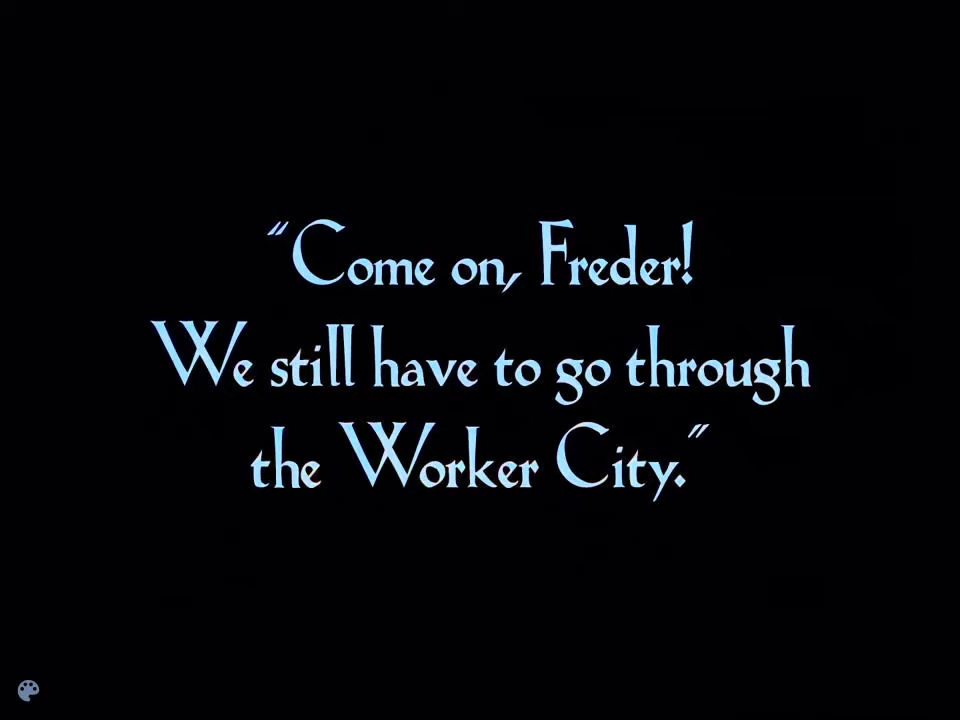 "Come on, Freder!
We still have to go through
the Worker City."